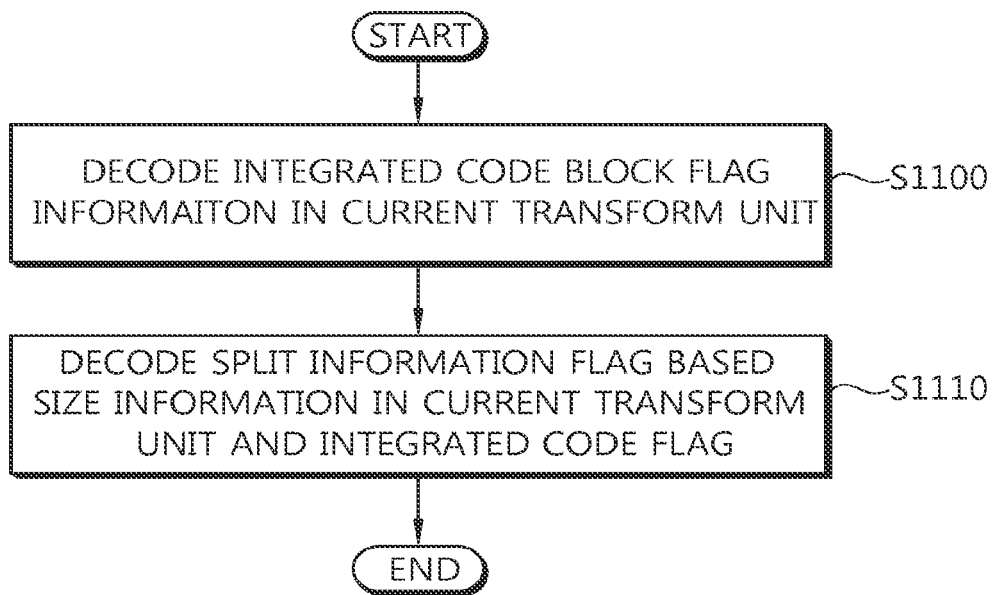 START
DECODE INTEGRATED CODE BLOCK FLAG
INFORMAITON IN CURRENT TRANSFORM UNIT
S1100
DECODE SPLIT INFORMATION FLAG BASED
SIZE INFORMATION IN CURRENT TRANSFORM
UNIT AND INTEGRATED CODE FLAG
S1110
END